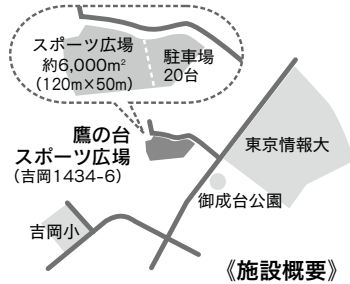 スポーツ広場
約6,000m²
（120m×50m）
駐車場
20台
鷹の台
スポーツ広場
（吉岡1434-6）
東京情報大
御成台公園
吉岡小
《施設概要》